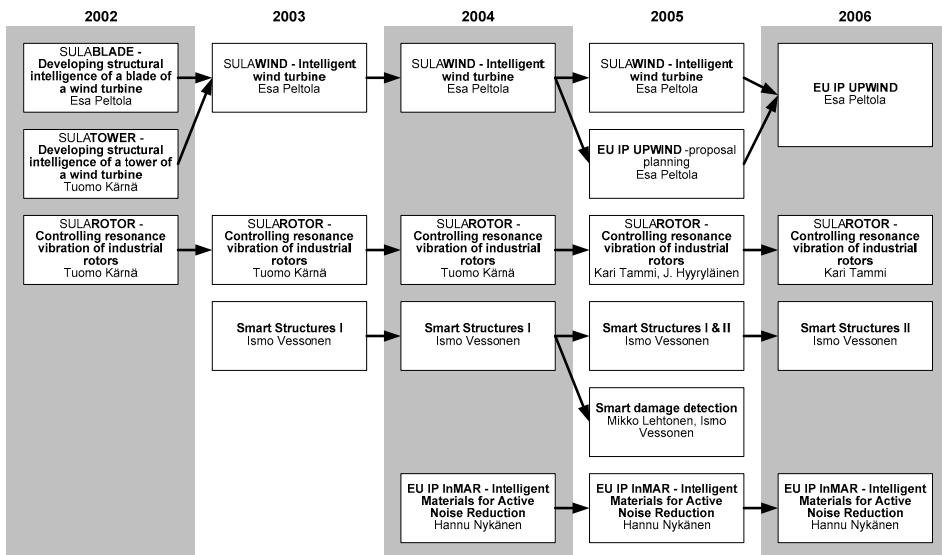 2002
2003
2004
2005
2006
SULABLADE -
Developing structural
intelligence of a blade of
a wind turbine
Esa Peltola
SULAWIND - Intelligent
wind turbine
Esa Peltola
SULAWIND - Intelligent
wind turbine
Esa Peltola
SULAWIND - Intelligent
wind turbine
Esa Peltola
EU IP UPWIND
Esa Peltola
SULATOWER -
Developing structural
intelligence of a tower of
a wind turbine
Tuomo Kärnä
EU IP UPWIND -proposal
planning
Esa Peltola
SULAROTOR -
Controlling resonance
vibration of industrial
rotors
Tuomo Kärnä
SULAROTOR -
Controlling resonance
vibration of industrial
rotors
Tuomo Kärnä
SULAROTOR -
Controlling resonance
vibration of industrial
rotors
Tuomo Kärnä
SULAROTOR -
Controlling resonance
vibration of industrial
rotors
Kari Tammi, J. Hyyryläinen
SULAROTOR -
Controlling resonance
vibration of industrial
rotors
Kari Tammi
Smart Structures I
Ismo Vessonen
Smart Structures I
Ismo Vessonen
Smart Structures I & II
Ismo Vessonen
Smart Structures II
Ismo Vessonen
Smart damage detection
Mikko Lehtonen, Ismo
Vessonen
EU IP InMAR - Intelligent
Materials for Active
Noise Reduction
Hannu Nykänen
EU IP InMAR - Intelligent
Materials for Active
Noise Reduction
Hannu Nykänen
EU IP InMAR - Intelligent
Materials for Active
Noise Reduction
Hannu Nykänen